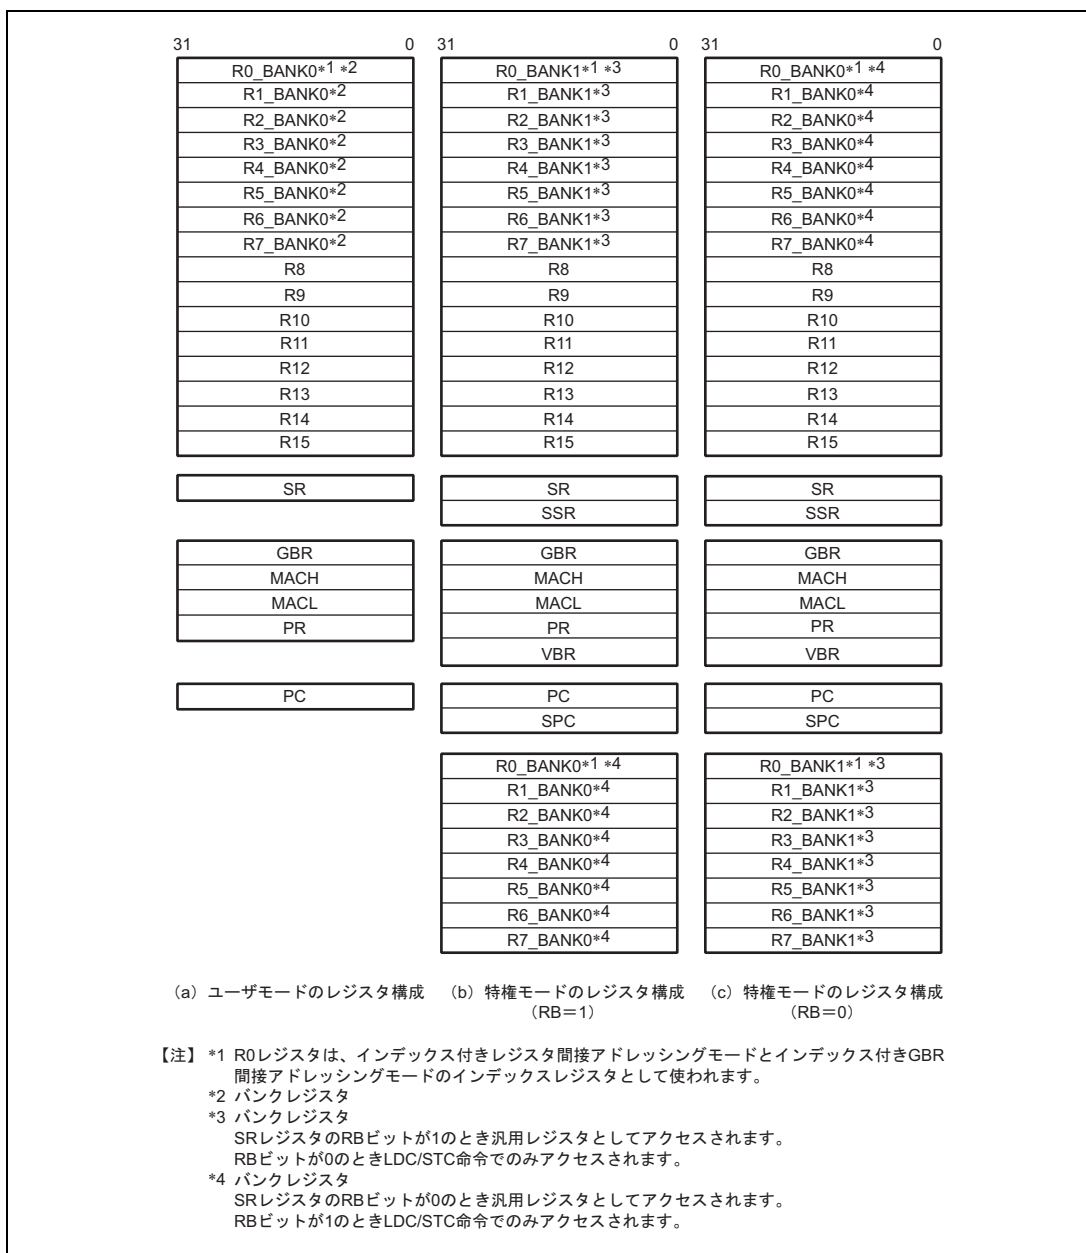 31 0 31 0 31 0
R0_BANK0*1 *2 R0_BANK1*1 *3 R0_BANK0*1 *4
R1_BANK0*2 R1_BANK1*3 R1_BANK0*4
R2_BANK0*2 R2_BANK1*3 R2_BANK0*4
R3_BANK0*2 R3_BANK1*3 R3_BANK0*4
R4_BANK0*2 R4_BANK1*3 R4_BANK0*4
R5_BANK0*2 R5_BANK1*3 R5_BANK0*4
R6_BANK0*2 R6_BANK1*3 R6_BANK0*4
R7_BANK0*2 R7_BANK1*3 R7_BANK0*4
R8 R8 R8
R9 R9 R9
R10 R10 R10
R11 R11 R11
R12 R12 R12
R13 R13 R13
R14 R14 R14
R15 R15 R15
SR SR SR
SSR SSR
GBR GBR GBR
MACH MACH MACH
MACL MACL MACL
PR PR PR
VBR VBR
PC PC PC
SPC SPC
R0_BANK0*1 *4 R0_BANK1*1 *3
R1_BANK0*4 R1_BANK1*3
R2_BANK0*4 R2_BANK1*3
R3_BANK0*4 R3_BANK1*3
R4_BANK0*4 R4_BANK1*3
R5_BANK0*4 R5_BANK1*3
R6_BANK0*4 R6_BANK1*3
R7_BANK0*4 R7_BANK1*3
（a）ユーザモードのレジスタ構成 （b）特権モードのレジスタ構成 （c）特権モードのレジスタ構成
（RB＝1） （RB＝0）
【注】 *1 R0レジスタは、インデックス付きレジスタ間接アドレッシングモードとインデックス付きGBR
間接アドレッシングモードのインデックスレジスタとして使われます。
*2 バンクレジスタ
*3 バンクレジスタ
SRレジスタのRBビットが1のとき汎用レジスタとしてアクセスされます。
RBビットが0のときLDC/STC命令でのみアクセスされます。
*4 バンクレジスタ
SRレジスタのRBビットが0のとき汎用レジスタとしてアクセスされます。
RBビットが1のときLDC/STC命令でのみアクセスされます。